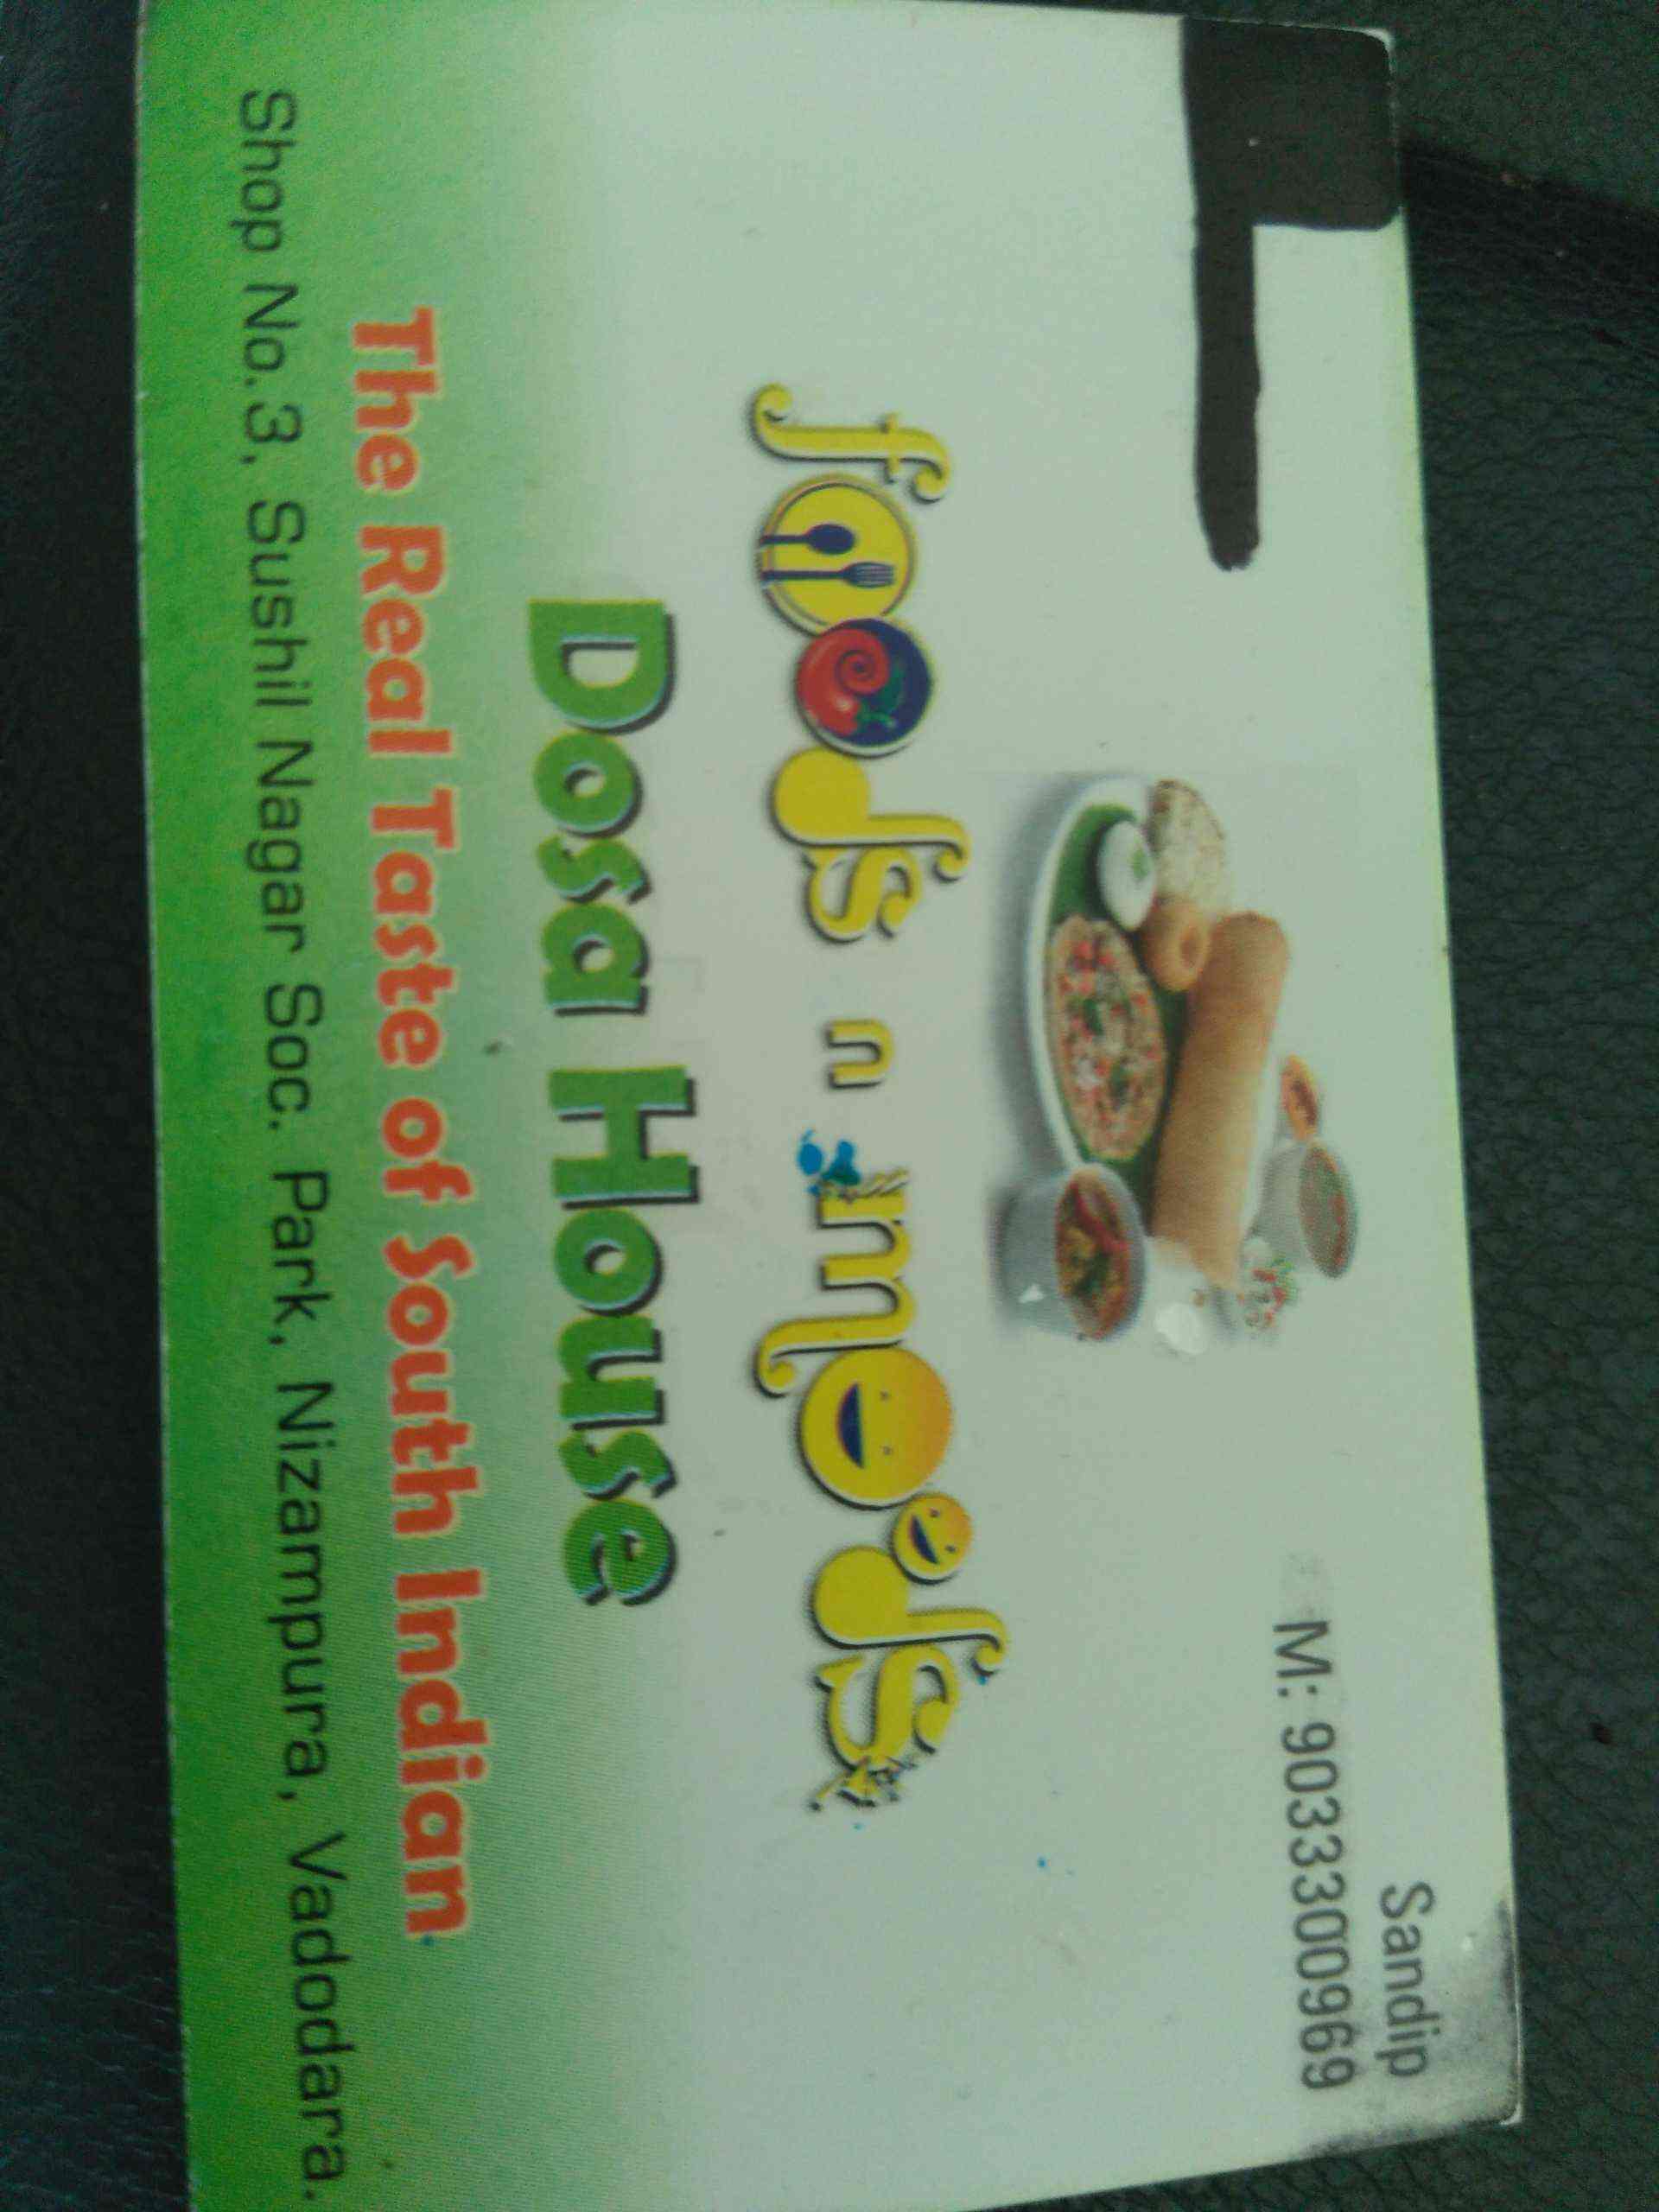 Sandip
M: 9033300969
foods n moods
Dosa House
The Real Taste of South Indian
Shop No.3, Sushil Nagar Soc. Park, Nizampura, Vadodara.